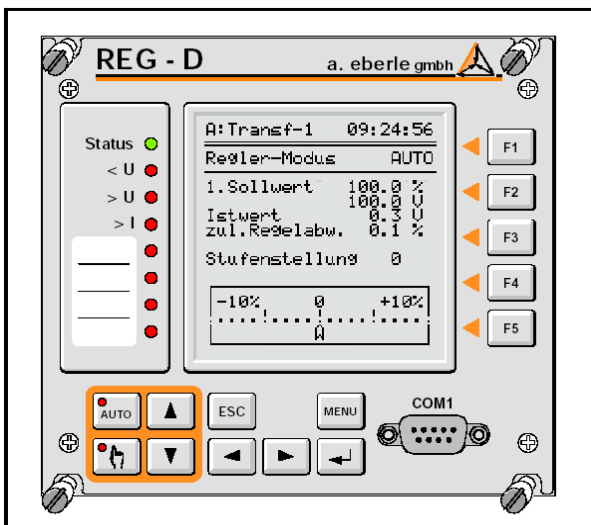 REG - D
a. eberle gmbh
Status
< U
> U
> I
A:Transf-1 09:24:56
Regler-Modus AUTO
1.Sollwert 100.0 %
100.0 V
Istwert 0.3 V
zul.Regelabw. 0.1 %
Stufenstellung 0
-10% 0 +10%
F1
F2
F3
F4
F5
AUTO
ESC
MENU
COM1